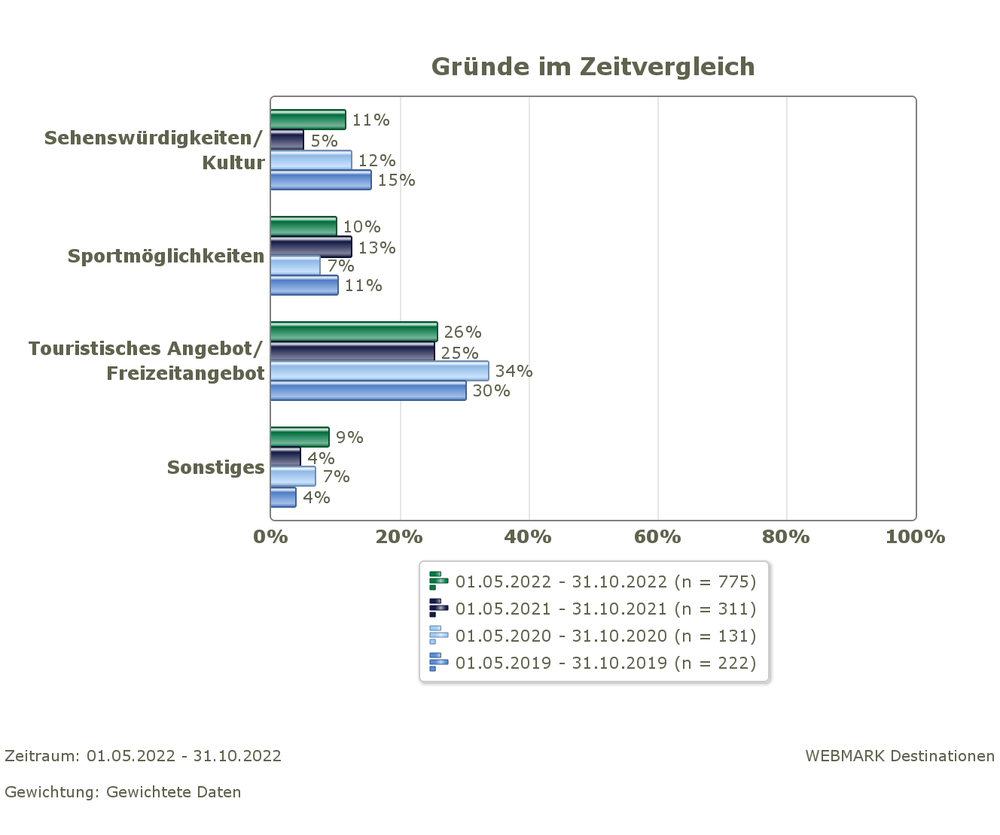 Gründe im Zeitvergleich
Sehenswürdigkeiten/
Kultur
11%
5%
12%
15%
Sportmöglichkeiten
10%
13%
7%
11%
Touristisches Angebot/
Freizeitangebot
26%
25%
34%
30%
Sonstiges
9%
4%
7%
4%
0% 20% 40% 60% 80% 100%
01.05.2022 - 31.10.2022 (n = 775)
01.05.2021 - 31.10.2021 (n = 311)
01.05.2020 - 31.10.2020 (n = 131)
01.05.2019 - 31.10.2019 (n = 222)
Zeitraum: 01.05.2022 - 31.10.2022 WEBMARK Destinationen
Gewichtung: Gewichtete Daten